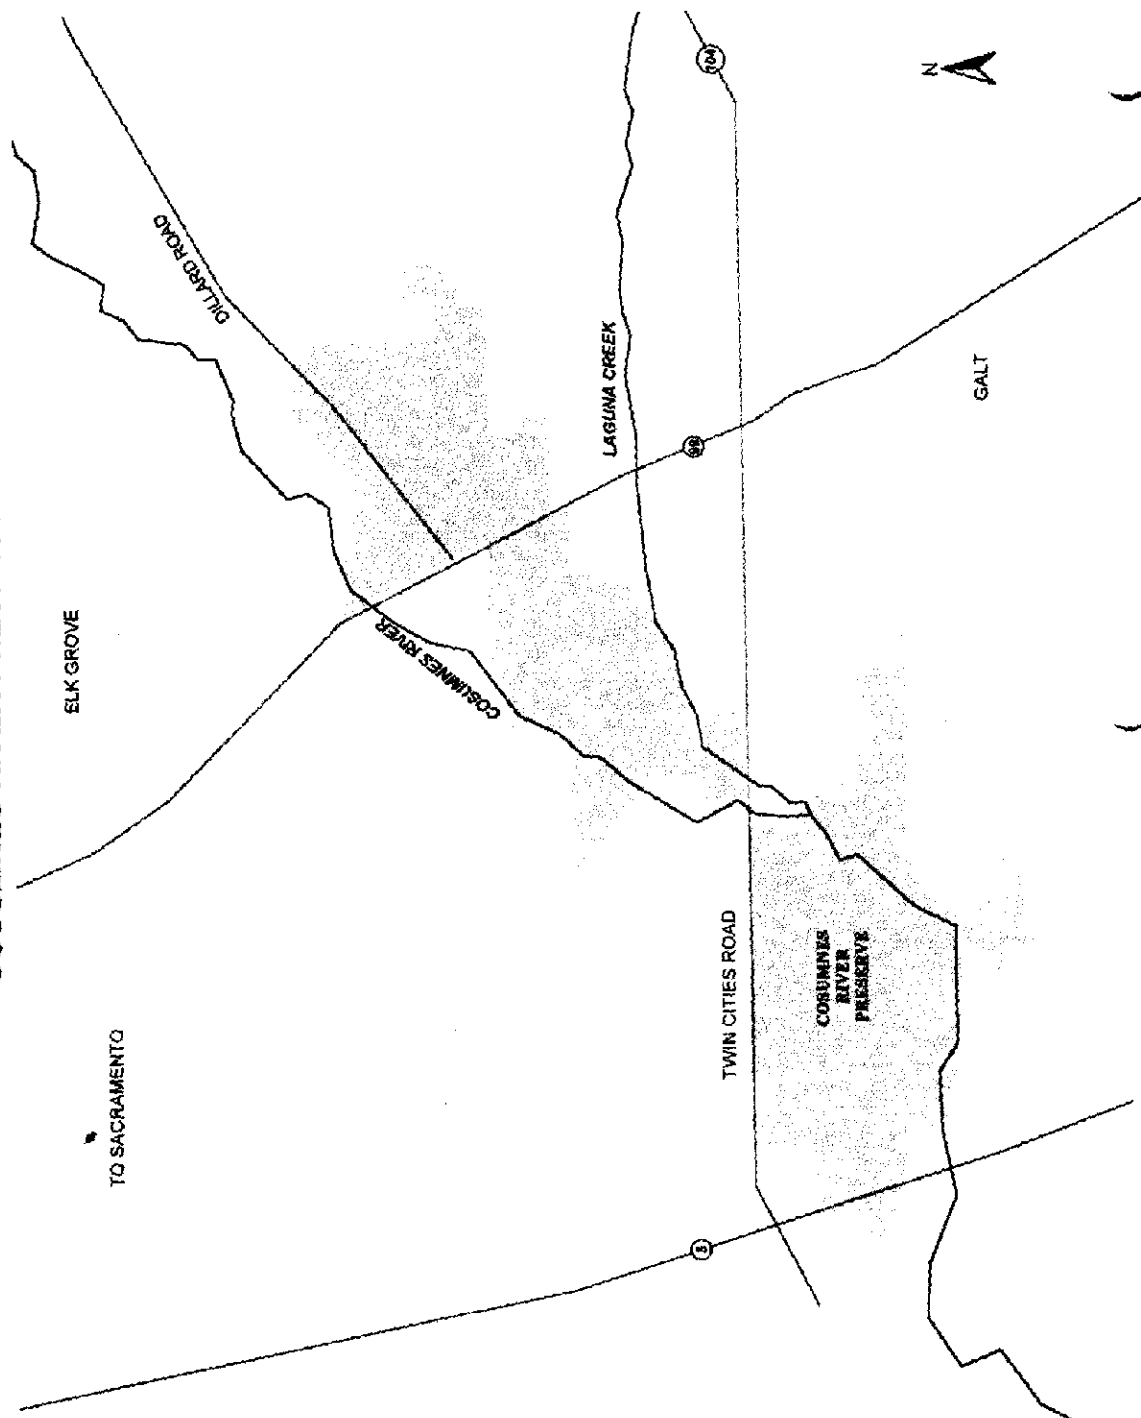 ELK GROVE
TO SACRAMENTO
DILLARD ROAD
COSUMNES RIVER
LAGUNA CREEK
104
N
99
GALT
TWIN CITIES ROAD
COSUMNES
RIVER
PRESERVE
5